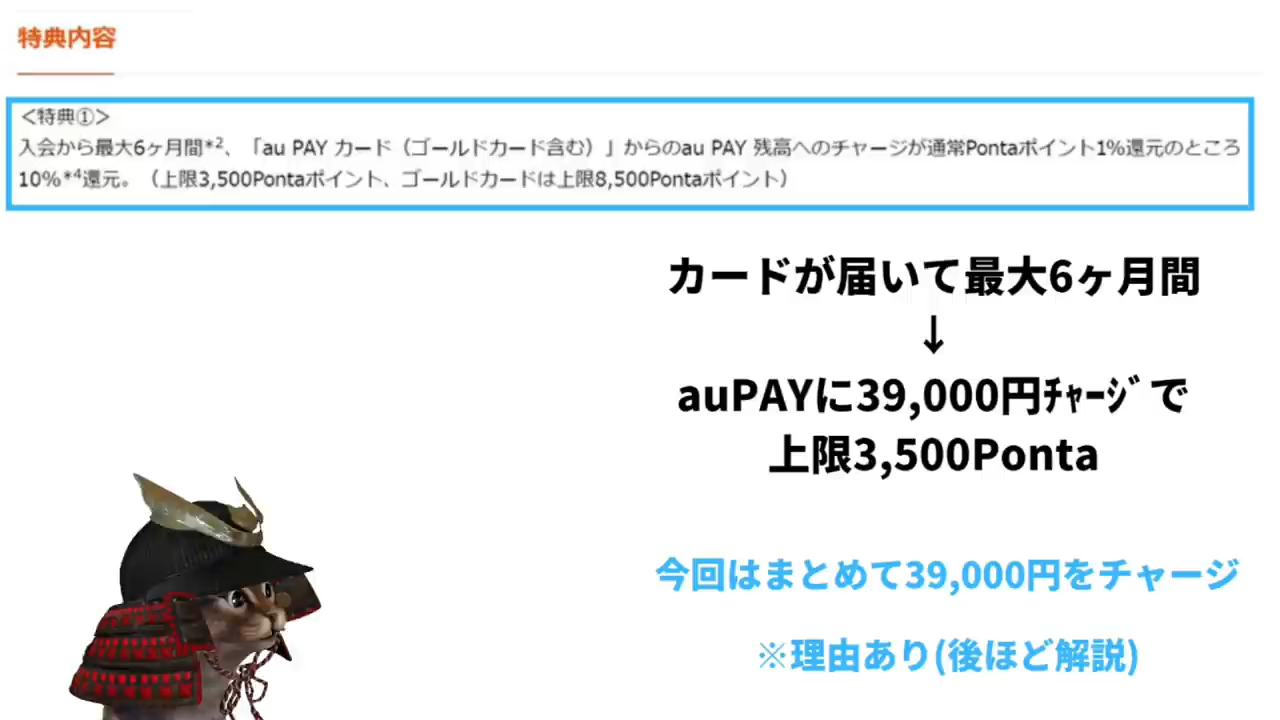 特典内容
<特典①>
入会から最大6ヶ月間*2、「au PAY カード（ゴールドカード含む）」からのau PAY 残高へのチャージが通常Pontaポイント1%還元のところ
10%*4還元。（上限3,500Pontaポイント、ゴールドカードは上限8,500Pontaポイント）
カードが届いて最大6ヶ月間
↓
auPAYに39,000円ﾁｬｰｼﾞで
上限3,500Ponta
今回はまとめて39,000円をチャージ
※理由あり(後ほど解説)